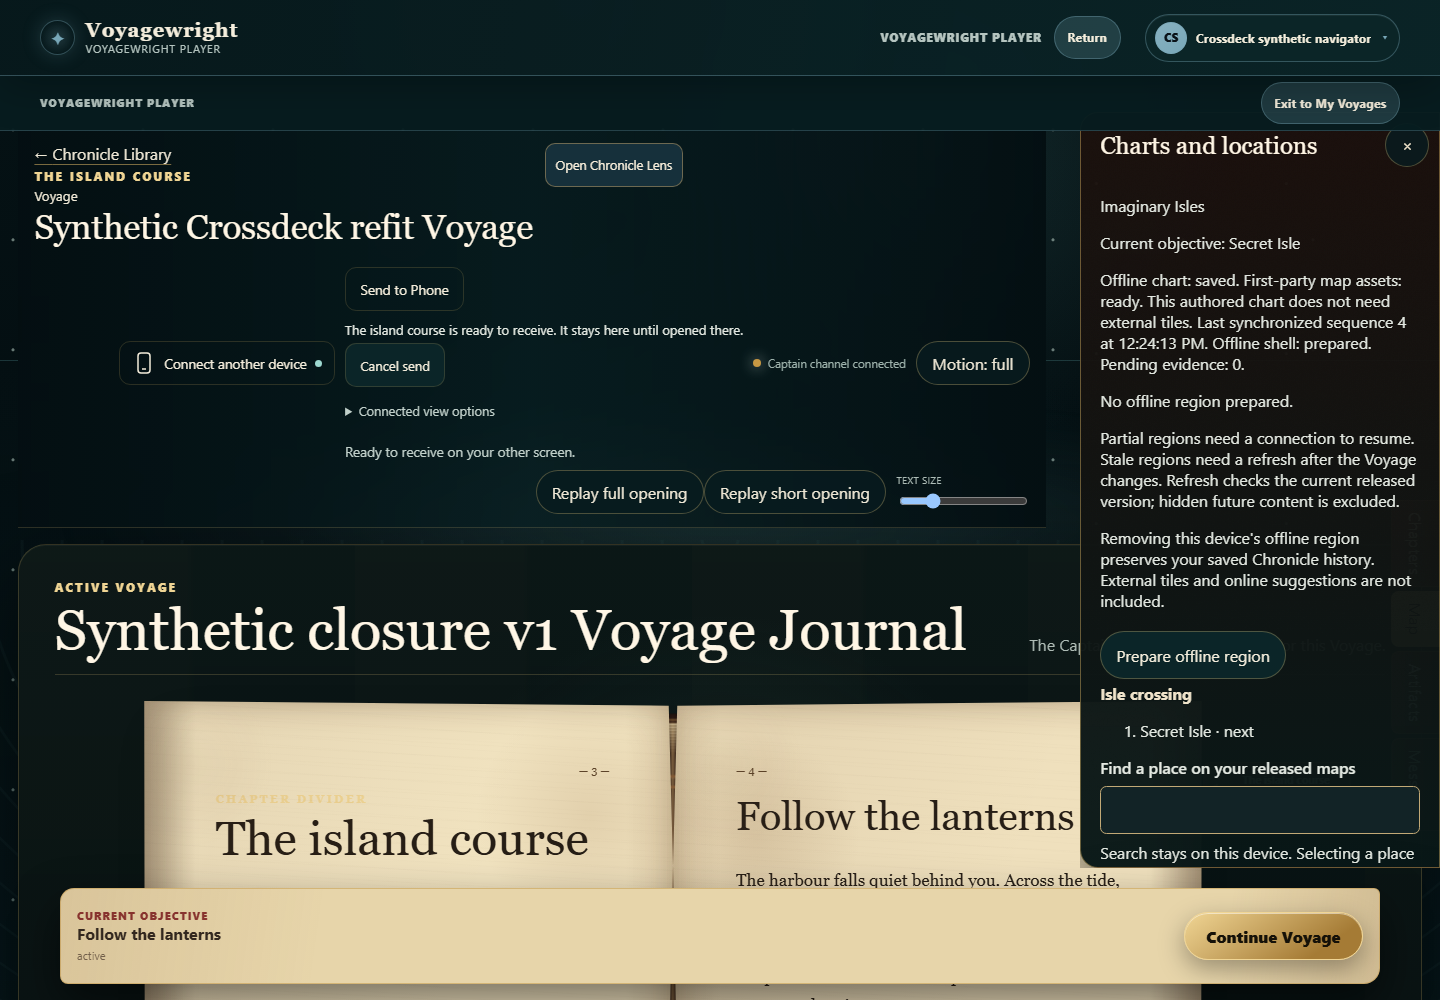 Voyagewright
VOYAGEWRIGHT PLAYER
VOYAGEWRIGHT PLAYER
Return
CS
Crossdeck synthetic navigator
VOYAGEWRIGHT PLAYER
Exit to My Voyages
← Chronicle Library
THE ISLAND COURSE
Voyage
Synthetic Crossdeck refit Voyage
Open Chronicle Lens
Send to Phone
The island course is ready to receive. It stays here until opened there.
Connect another device
Cancel send
Captain channel connected
Motion: full
Connected view options
Ready to receive on your other screen.
Replay full opening
Replay short opening
TEXT SIZE
ACTIVE VOYAGE
Synthetic closure v1 Voyage Journal
The Cap
— 3 —
CHAPTER DIVIDER
The island course
— 4 —
Follow the lanterns
The harbour falls quiet behind you. Across the tide,
Charts and locations
×
Imaginary Isles
Current objective: Secret Isle
Offline chart: saved. First-party map assets:
ready. This authored chart does not need
external tiles. Last synchronized sequence 4
at 12:24:13 PM. Offline shell: prepared.
Pending evidence: 0.
No offline region prepared.
Partial regions need a connection to resume.
Stale regions need a refresh after the Voyage
changes. Refresh checks the current released
version; hidden future content is excluded.
Removing this device's offline region
preserves your saved Chronicle history.
External tiles and online suggestions are not
included.
Prepare offline region
Isle crossing
1. Secret Isle · next
Find a place on your released maps
Search stays on this device. Selecting a place
CURRENT OBJECTIVE
Follow the lanterns
active
Continue Voyage